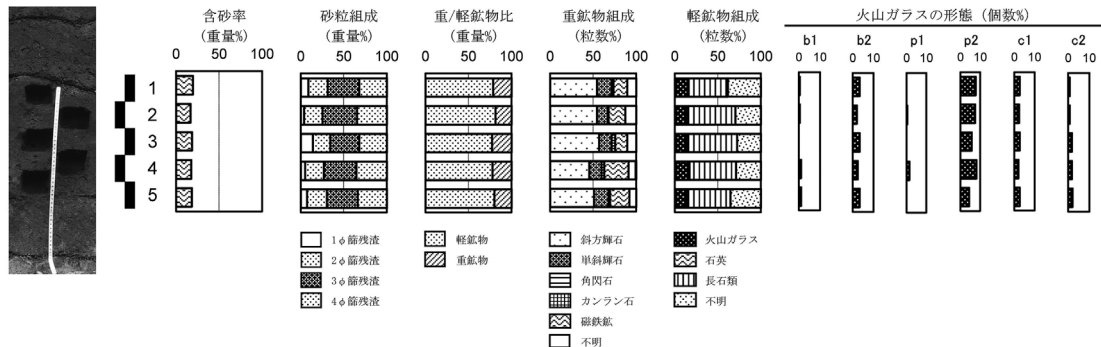 含砂率 砂粒組成 重/軽鉱物比 重鉱物組成 軽鉱物組成 火山ガラスの形態（個数%）
(重量%) (重量%) (重量%) (粒数%) (粒数%)
b1 b2 p1 p2 c1 c2
0 100 0 100 0 100 0 100 0 100 0 10 0 10 0 10 0 10 0 10 0 10
1
2
3
4
5
1φ篩残渣 軽鉱物 斜方輝石 火山ガラス
2φ篩残渣 重鉱物 単斜輝石 石英
3φ篩残渣 角閃石 長石類
4φ篩残渣 カンラン石 不明
磁鉄鉱
不明